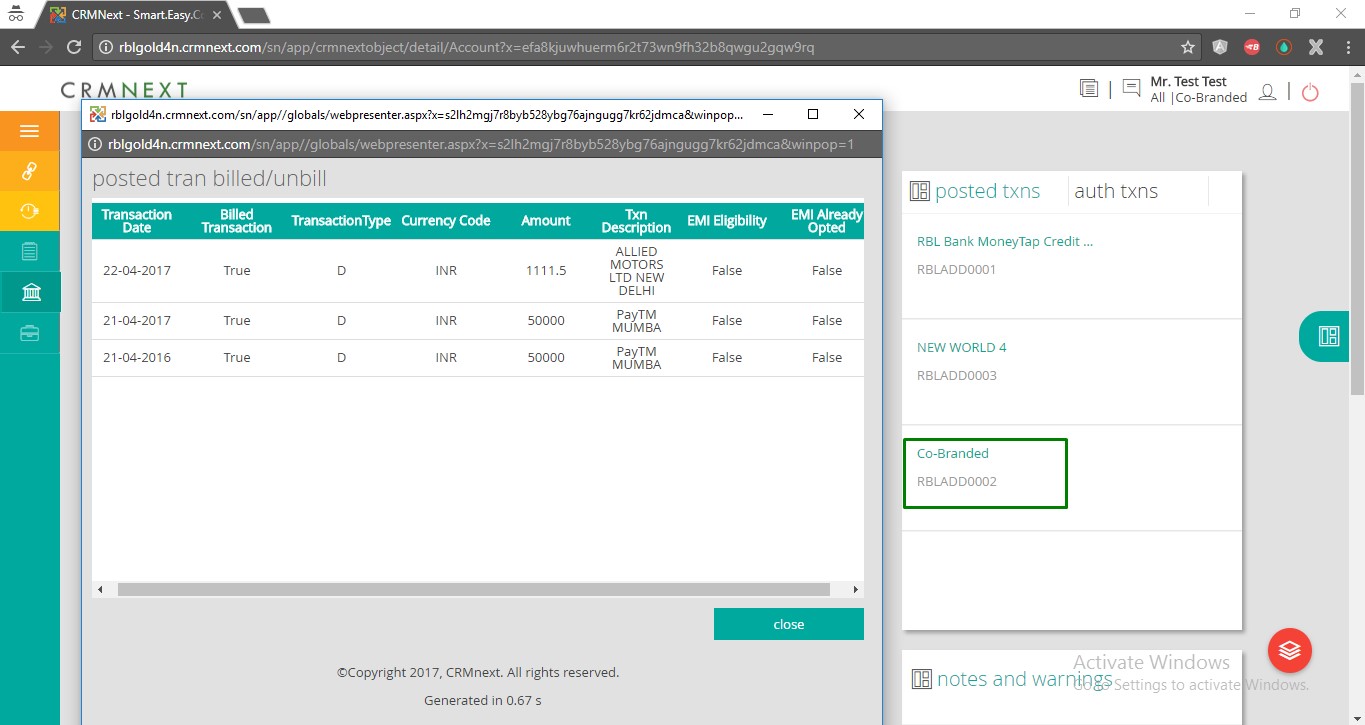 CRMNext - Smart.Easy.C
rblgold4n.crmnext.com/sn/app/crmnextobject/detail/Account?x=efa8kjuwhuerm6r2t73wn9fh32b8qwgu2gqw9rq
CRMNEXT
Mr. Test Test
All |Co-Branded
rblgold4n.crmnext.com/sn/app//globals/webpresenter.aspx?x=s2lh2mgj7r8byb528ybg76ajngugg7kr62jdmca&winpop...
rblgold4n.crmnext.com/sn/app//globals/webpresenter.aspx?x=s2lh2mgj7r8byb528ybg76ajngugg7kr62jdmca&winpop=1
posted tran billed/unbill
Transaction Date Billed Transaction TransactionType Currency Code Amount Txn Description EMI Eligibility EMI Already Opted
22-04-2017 True D INR 1111.5 ALLIED MOTORS LTD NEW DELHI False False
21-04-2017 True D INR 50000 PayTM MUMBA False False
21-04-2016 True D INR 50000 PayTM MUMBA False False
close
©Copyright 2017, CRMnext. All rights reserved.
Generated in 0.67 s
posted txns auth txns
RBL Bank MoneyTap Credit ...
RBLADD0001
NEW WORLD 4
RBLADD0003
Co-Branded
RBLADD0002
notes and warnings
Activate Windows
Go to Settings to activate Windows.